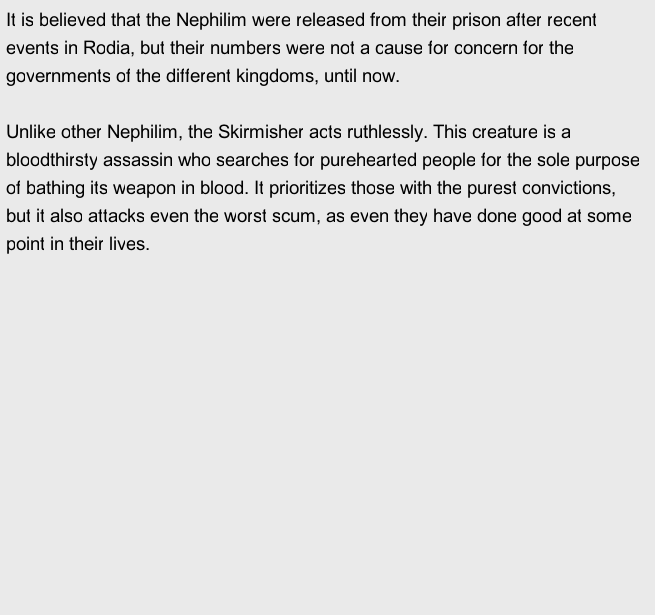 It is believed that the Nephilim were released from their prison after recent
events in Rodia, but their numbers were not a cause for concern for the
governments of the different kingdoms, until now.
Unlike other Nephilim, the Skirmisher acts ruthlessly. This creature is a
bloodthirsty assassin who searches for purehearted people for the sole purpose
of bathing its weapon in blood. It prioritizes those with the purest convictions,
but it also attacks even the worst scum, as even they have done good at some
point in their lives.